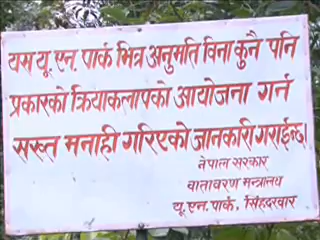 यस यू. एन. पार्क भित्र अनुमति विना कुनै पनि
प्रकारको क्रियाकलापको आयोजना गर्न
सख्त मनाही गरिएको जानकारी गराईन्छ।
नेपाल सरकार
वातावरण मन्त्रालय
यू. एन. पार्क. सिंहदरवार